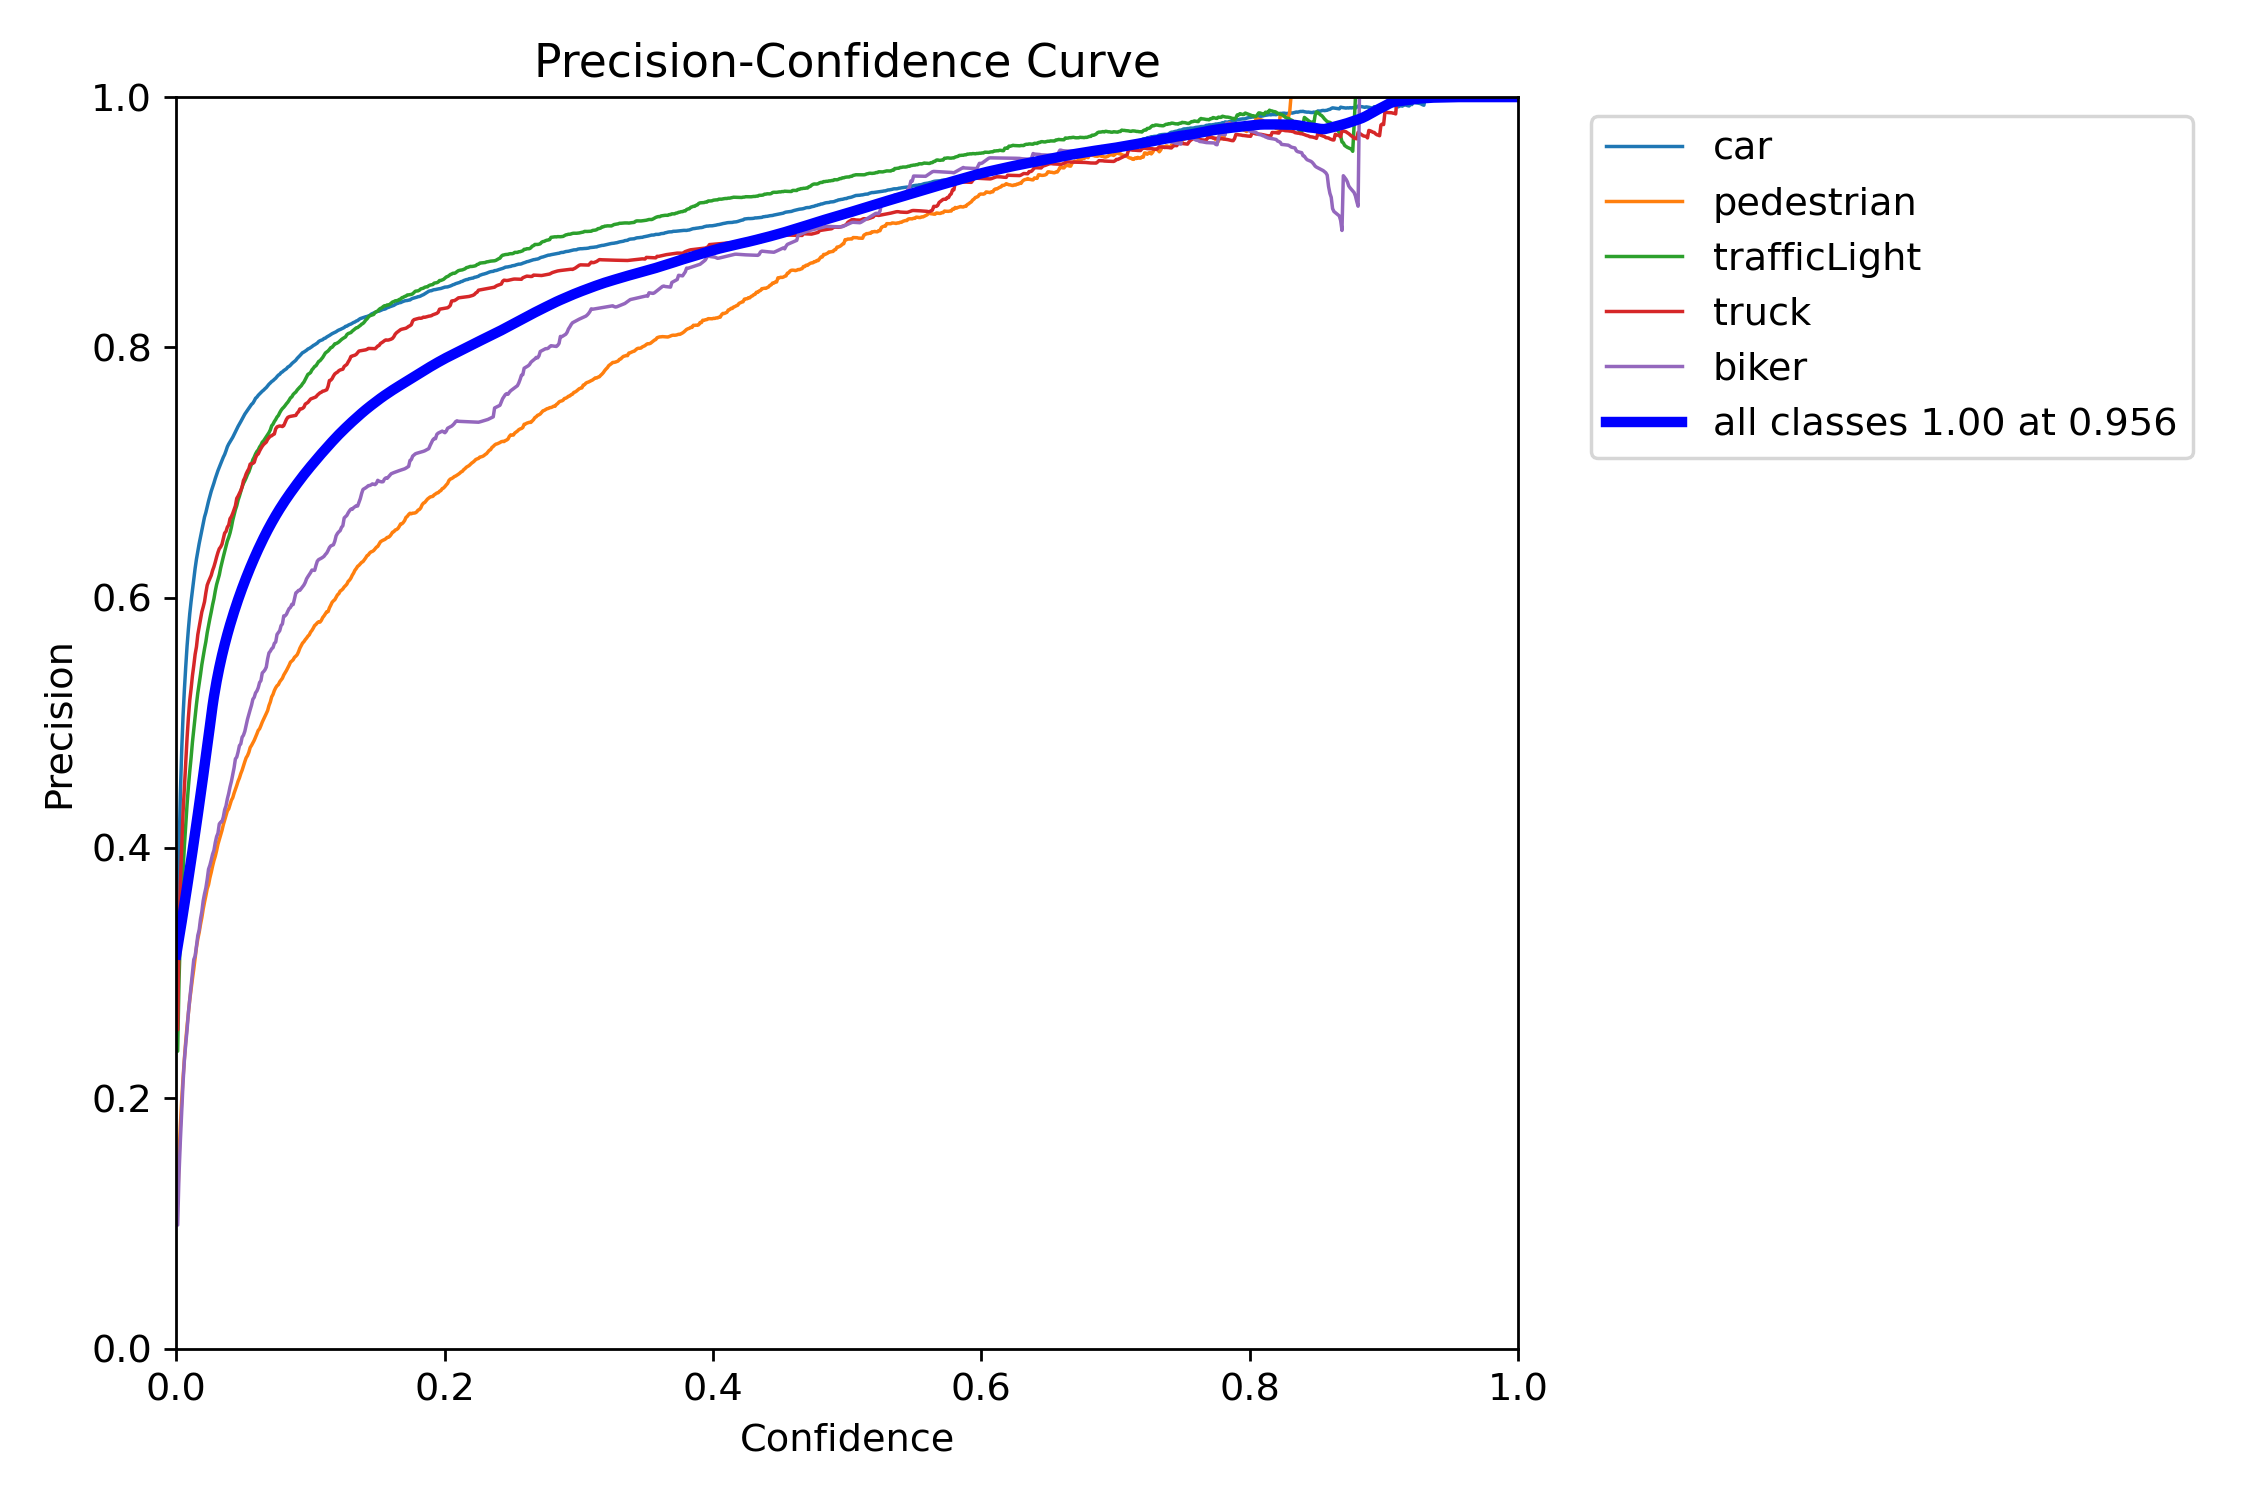 Precision-Confidence Curve
1.0
0.8
0.6
0.4
0.2
0.0
Precision
0.0 0.2 0.4 0.6 0.8 1.0
Confidence
car
pedestrian
trafficLight
truck
biker
all classes 1.00 at 0.956